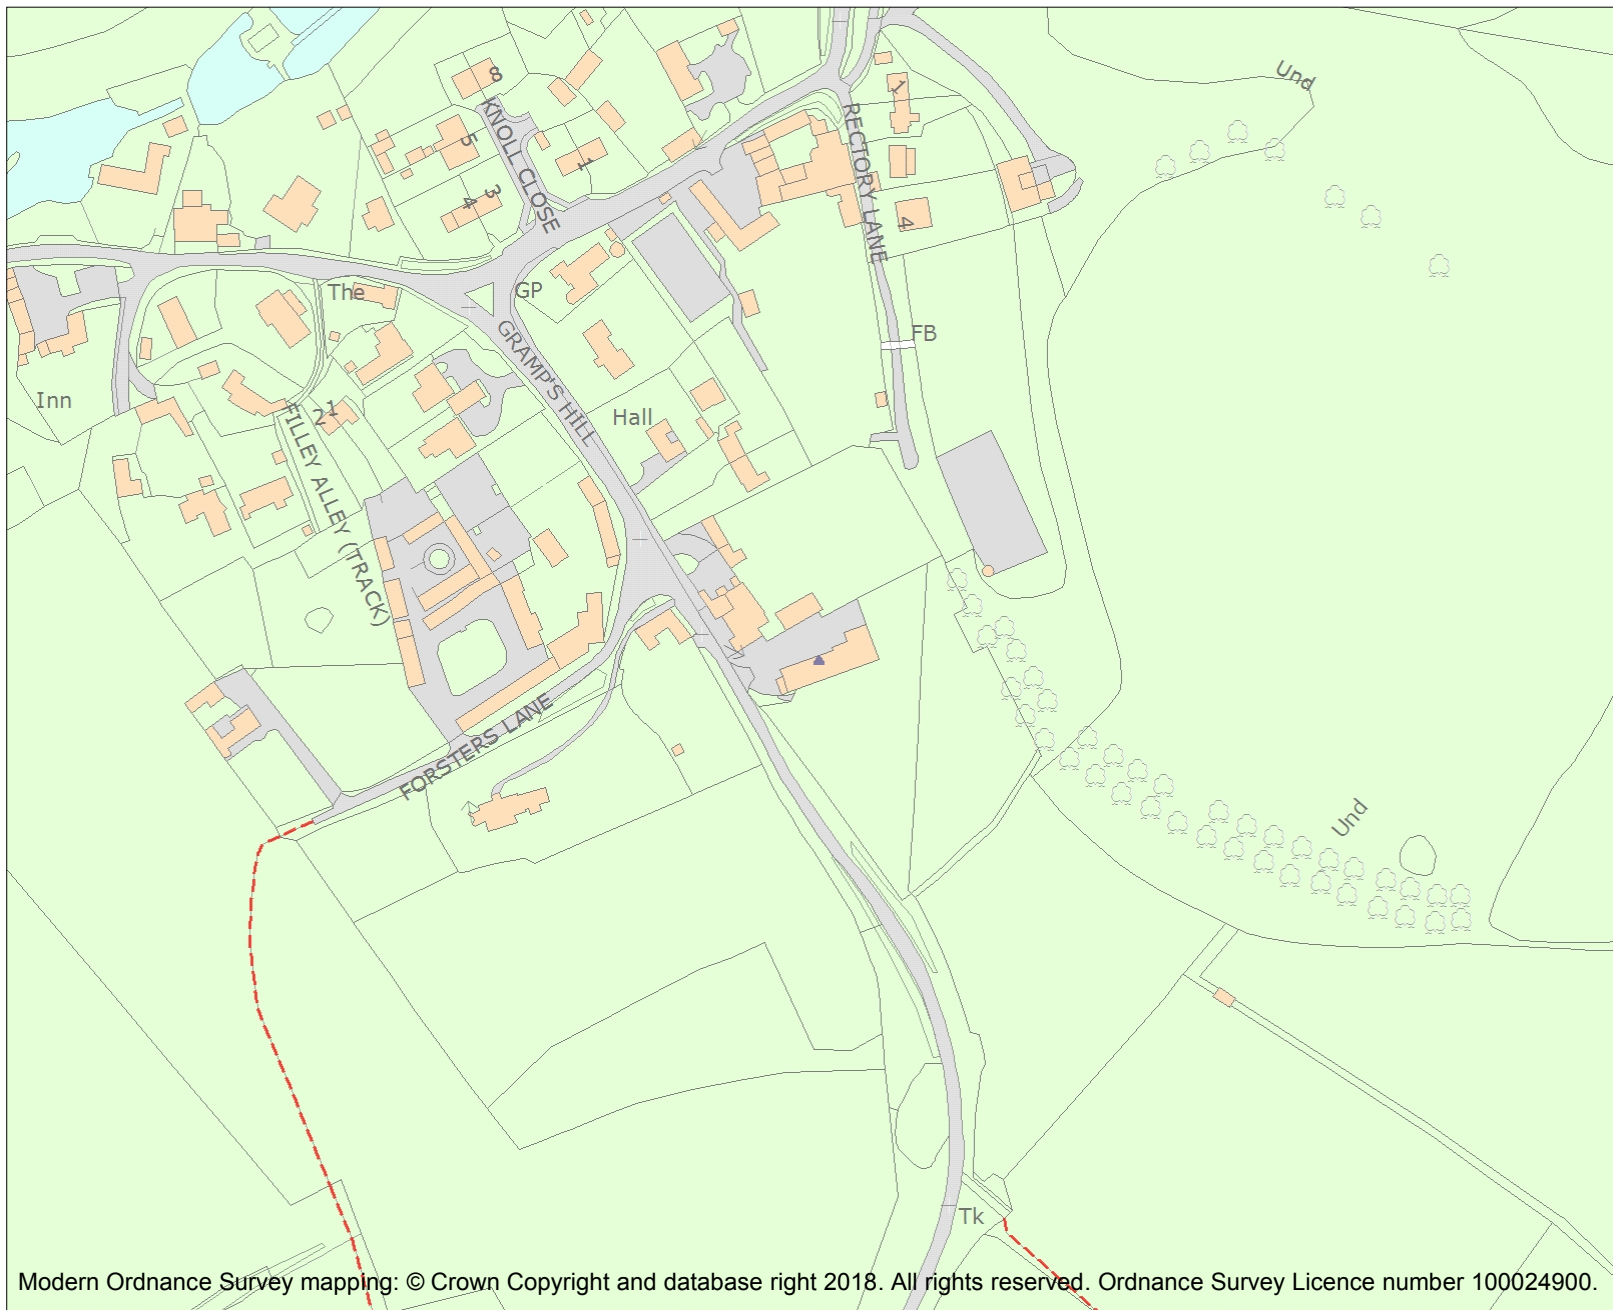 Und
8
KNOLL CLOSE
5
1
3
4
RECTORY LANE
1
4
The
GP
GRAMP'S HILL
FB
Inn
Hall
2
1
FILLEY ALLEY (TRACK)
FORSTERS LANE
Und
Tk
Modern Ordnance Survey mapping: © Crown Copyright and database right 2018. All rights reserved. Ordnance Survey Licence number 100024900.